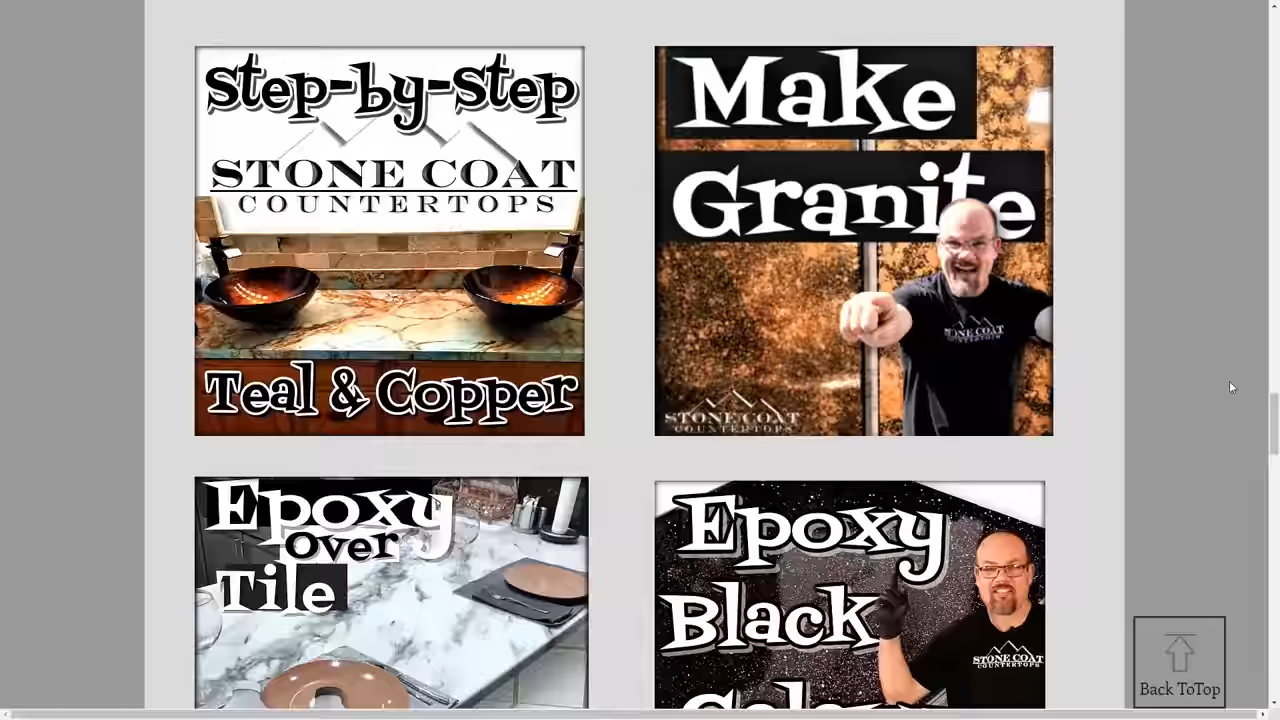 Step-by-Step
STONE COAT
COUNTERTOPS
Teal & Copper
Make
Granite
STONE COAT
COUNTERTOPS
STONE COAT
COUNTERTOPS
Epoxy
Over
Tile
Epoxy
Black
STONE COAT
COUNTERTOPS
Back ToTop